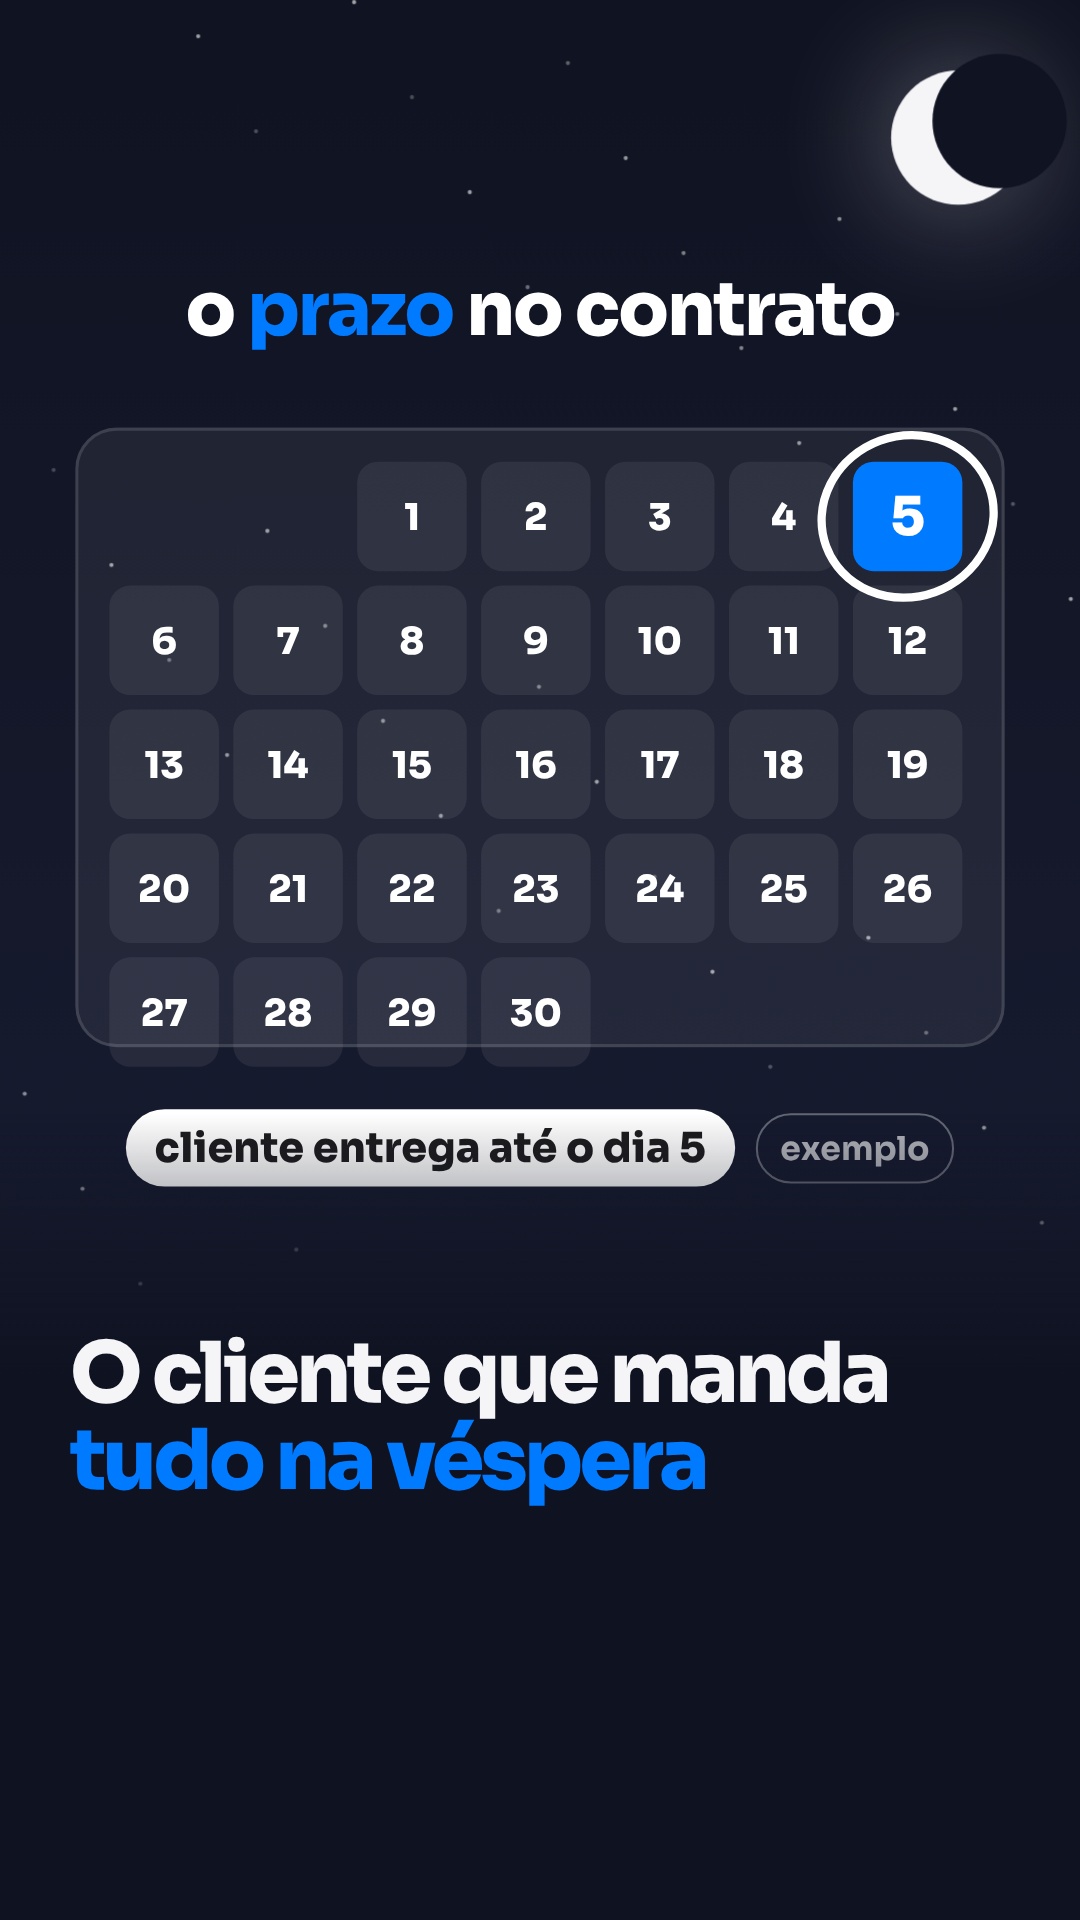 o prazo no contrato
1 2 3 4 5
6 7 8 9 10 11 12
13 14 15 16 17 18 19
20 21 22 23 24 25 26
27 28 29 30
cliente entrega até o dia 5 exemplo
O cliente que manda
tudo na véspera